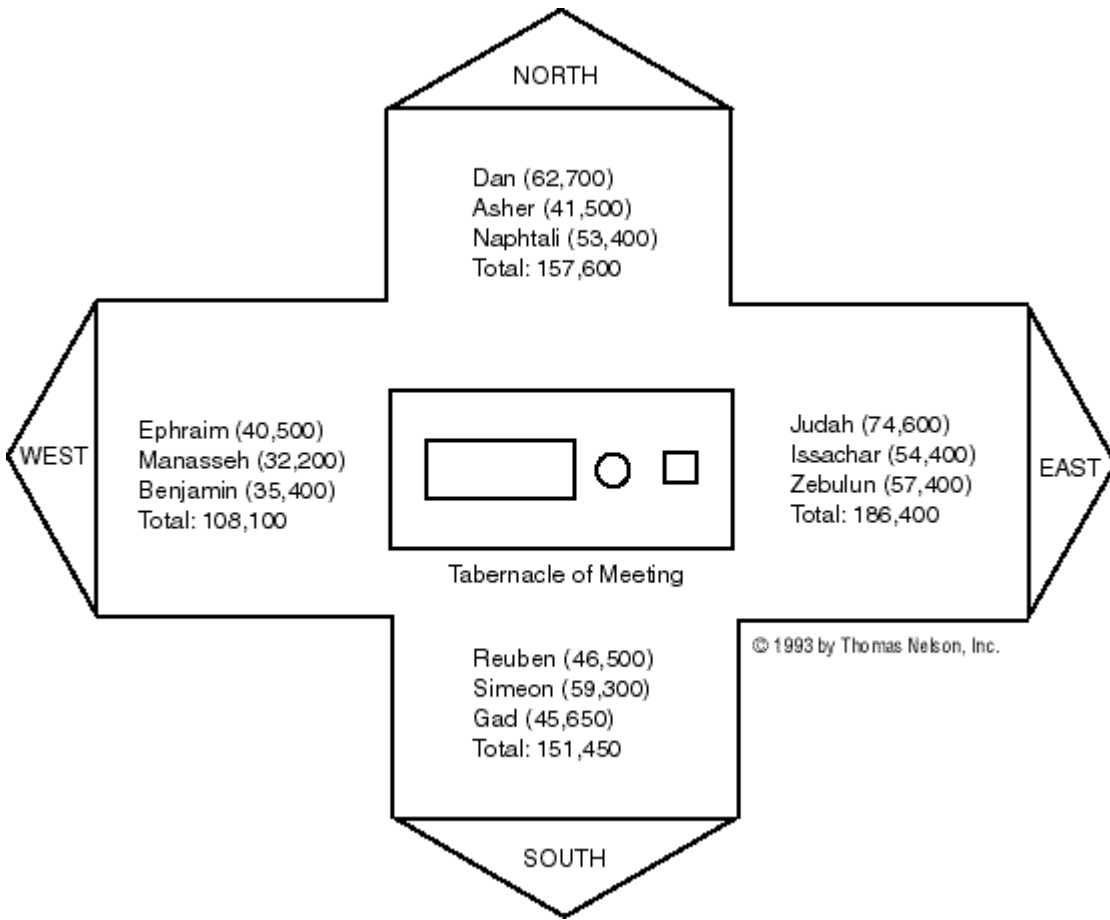 NORTH
Dan (62,700)
Asher (41,500)
Naphtali (53,400)
Total: 157,600
WEST
Ephraim (40,500)
Manasseh (32,200)
Benjamin (35,400)
Total: 108,100
Tabernacle of Meeting
Judah (74,600)
Issachar (54,400)
Zebulun (57,400)
Total: 186,400
EAST
© 1993 by Thomas Nelson, Inc.
Reuben (46,500)
Simeon (59,300)
Gad (45,650)
Total: 151,450
SOUTH